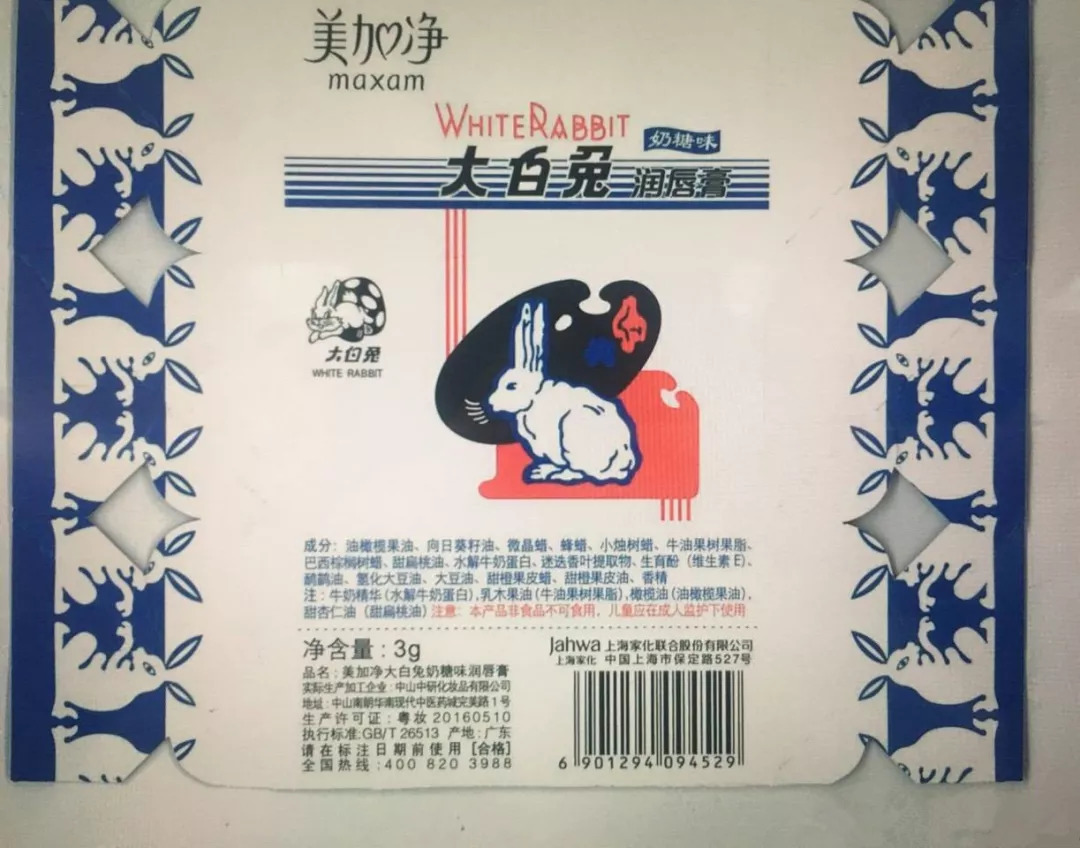 美加净
maxam
WHITE RABBIT
奶糖味
大白兔 润唇膏
大白兔
WHITE RABBIT
成分：油橄榄果油、向日葵籽油、微晶蜡、蜂蜡、小烛树蜡、牛油果树果脂、
巴西棕榈树蜡、甜扁桃油、水解牛奶蛋白、迷迭香叶提取物、生育酚（维生素E)、
鸸鹋油、氢化大豆油、大豆油、甜橙果皮蜡、甜橙果皮油、香精
注：牛奶精华(水解牛奶蛋白),乳木果油(牛油果树果脂),橄榄油(油橄榄果油),
甜杏仁油（甜扁桃油)注意：本产品非食品不可食用，儿童应在成人监护下使用
净含量：3g
品名：美加净大白兔奶糖味润唇膏
实际生产加工企业：中山中研化妆品有限公司
地址：中山南朗华南现代中医药城完美路1号
生产许可证：粤妆20160510
执行标准:GB/T 26513 产地:广东
请在标注日期前使用 [合格]
全国热线:400 820 3988
Jahwa 上海家化联合股份有限公司
上海家化 中国上海市保定路527号
6 901294 094529